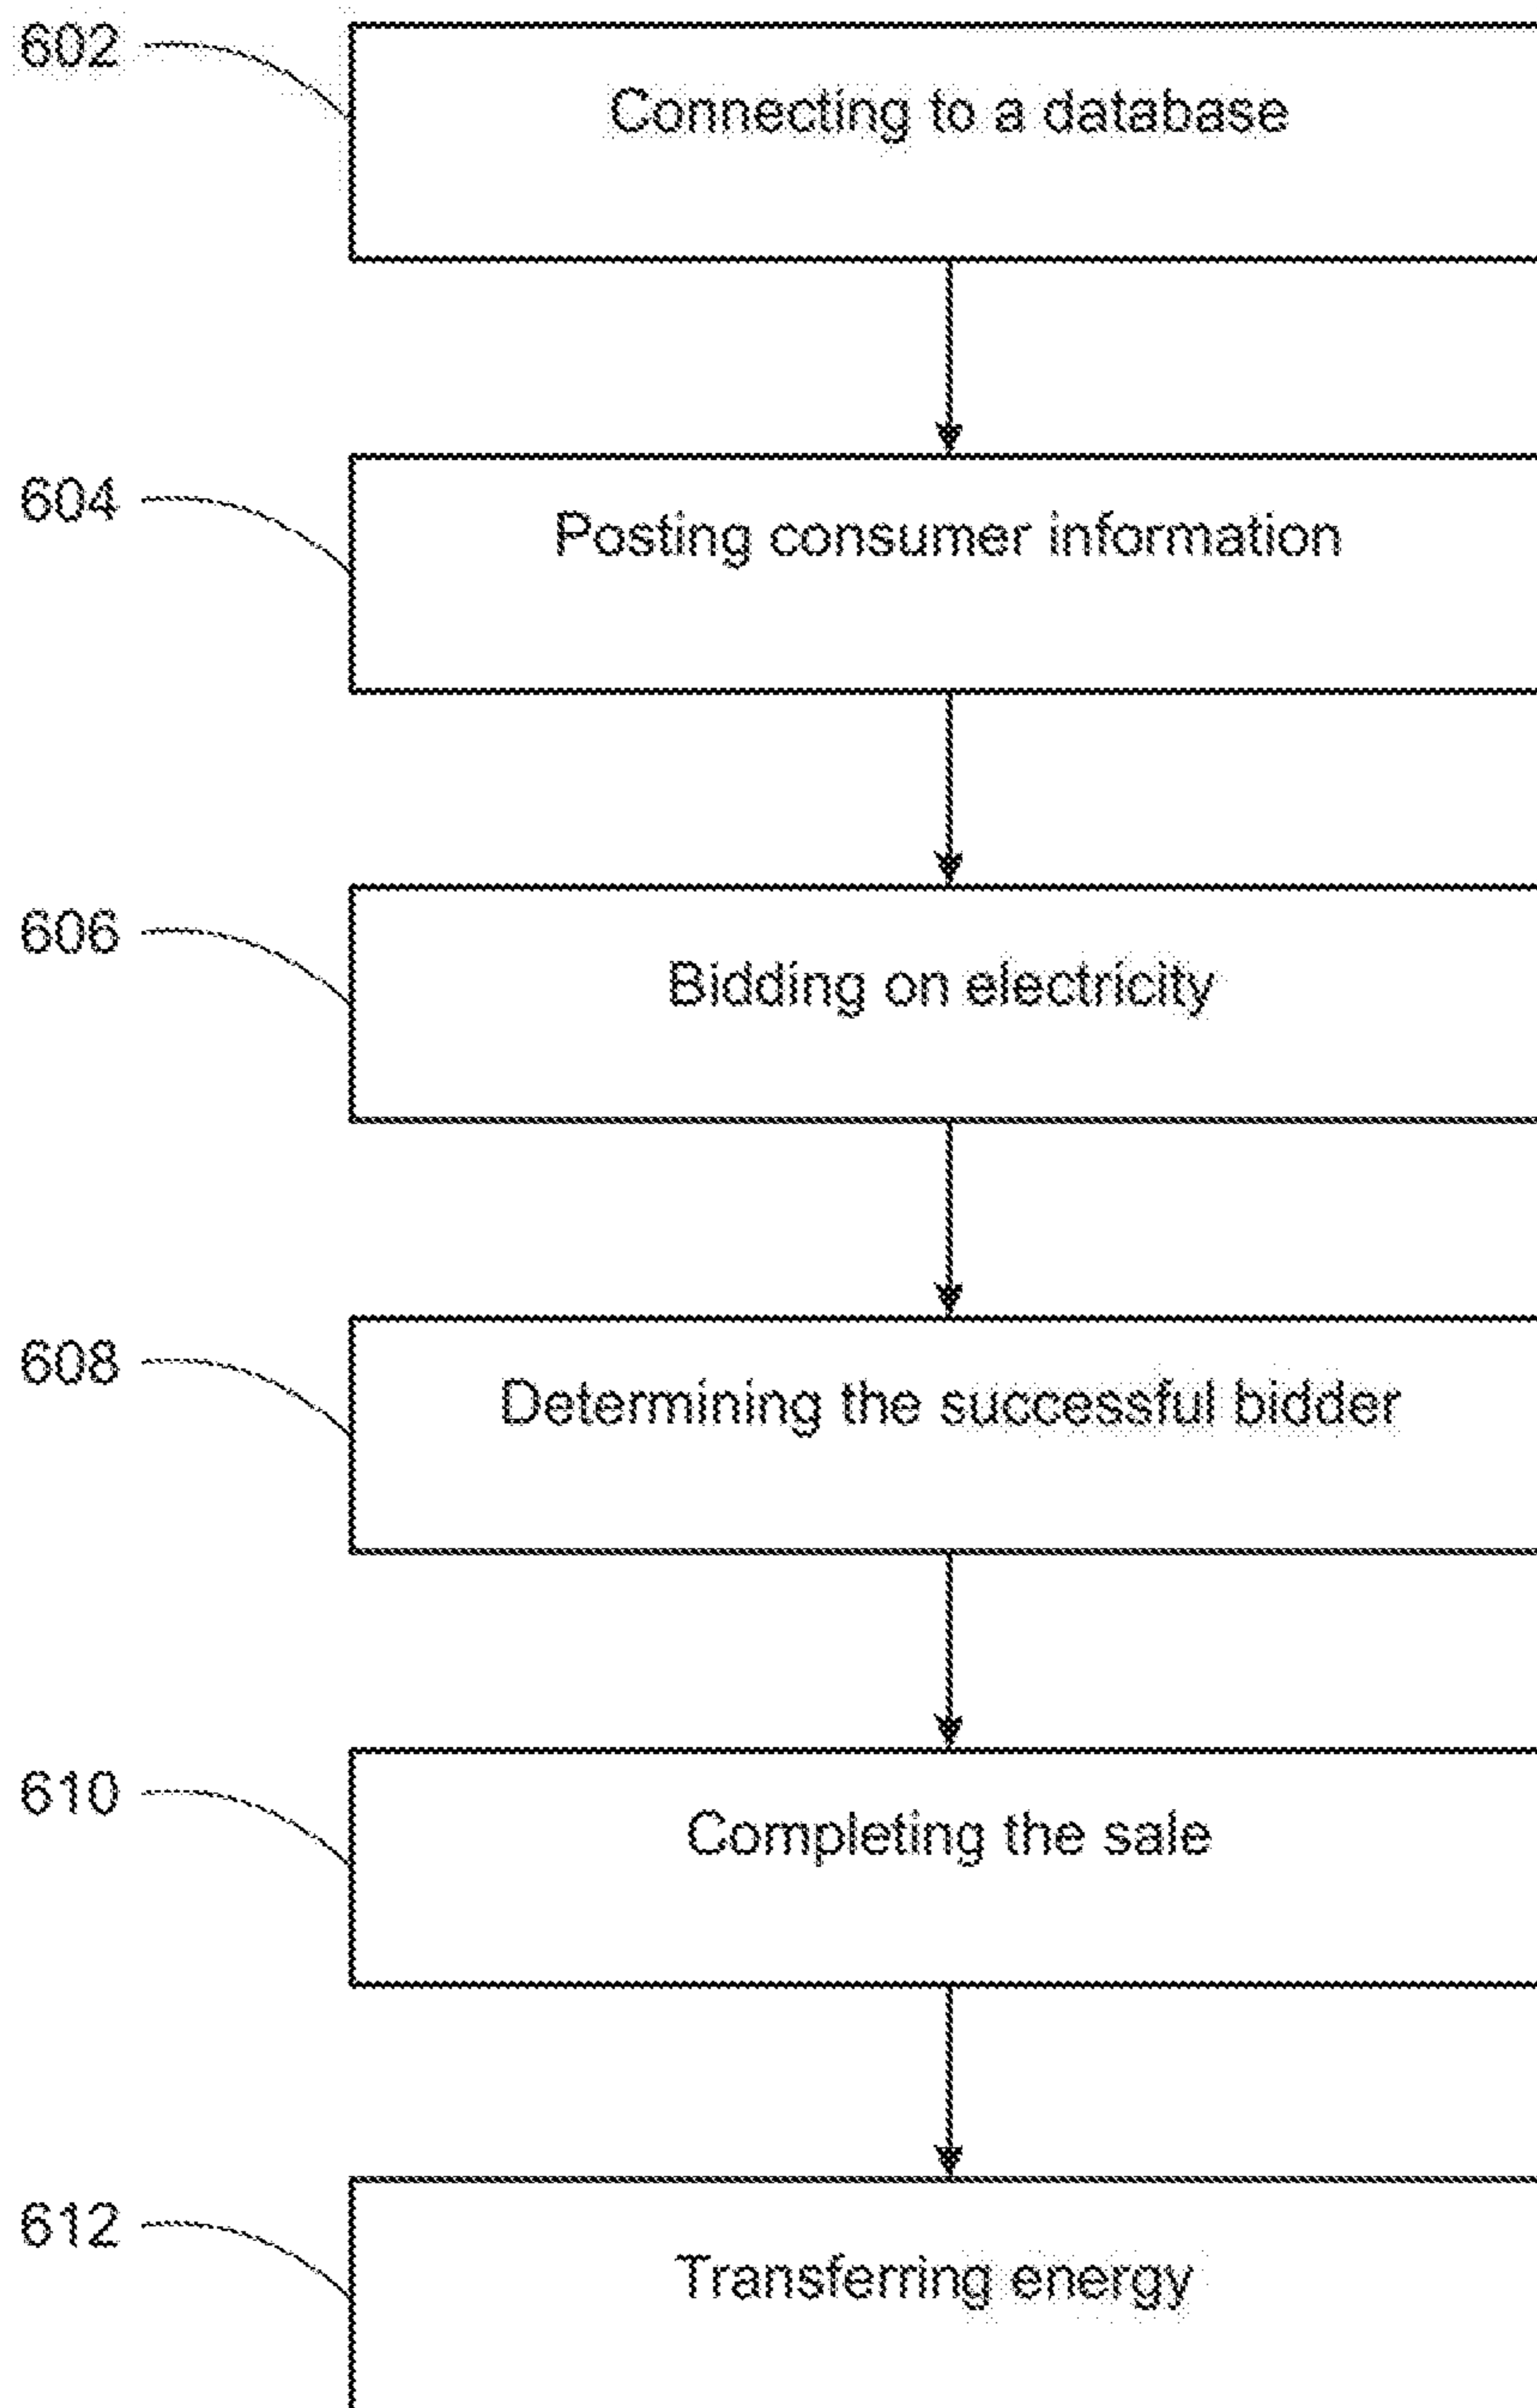 602
Connecting to a database
604
Posting consumer information
606
Bidding on electricity
608
Determining the successful bidder
610
Completing the sale
612
Transferring energy